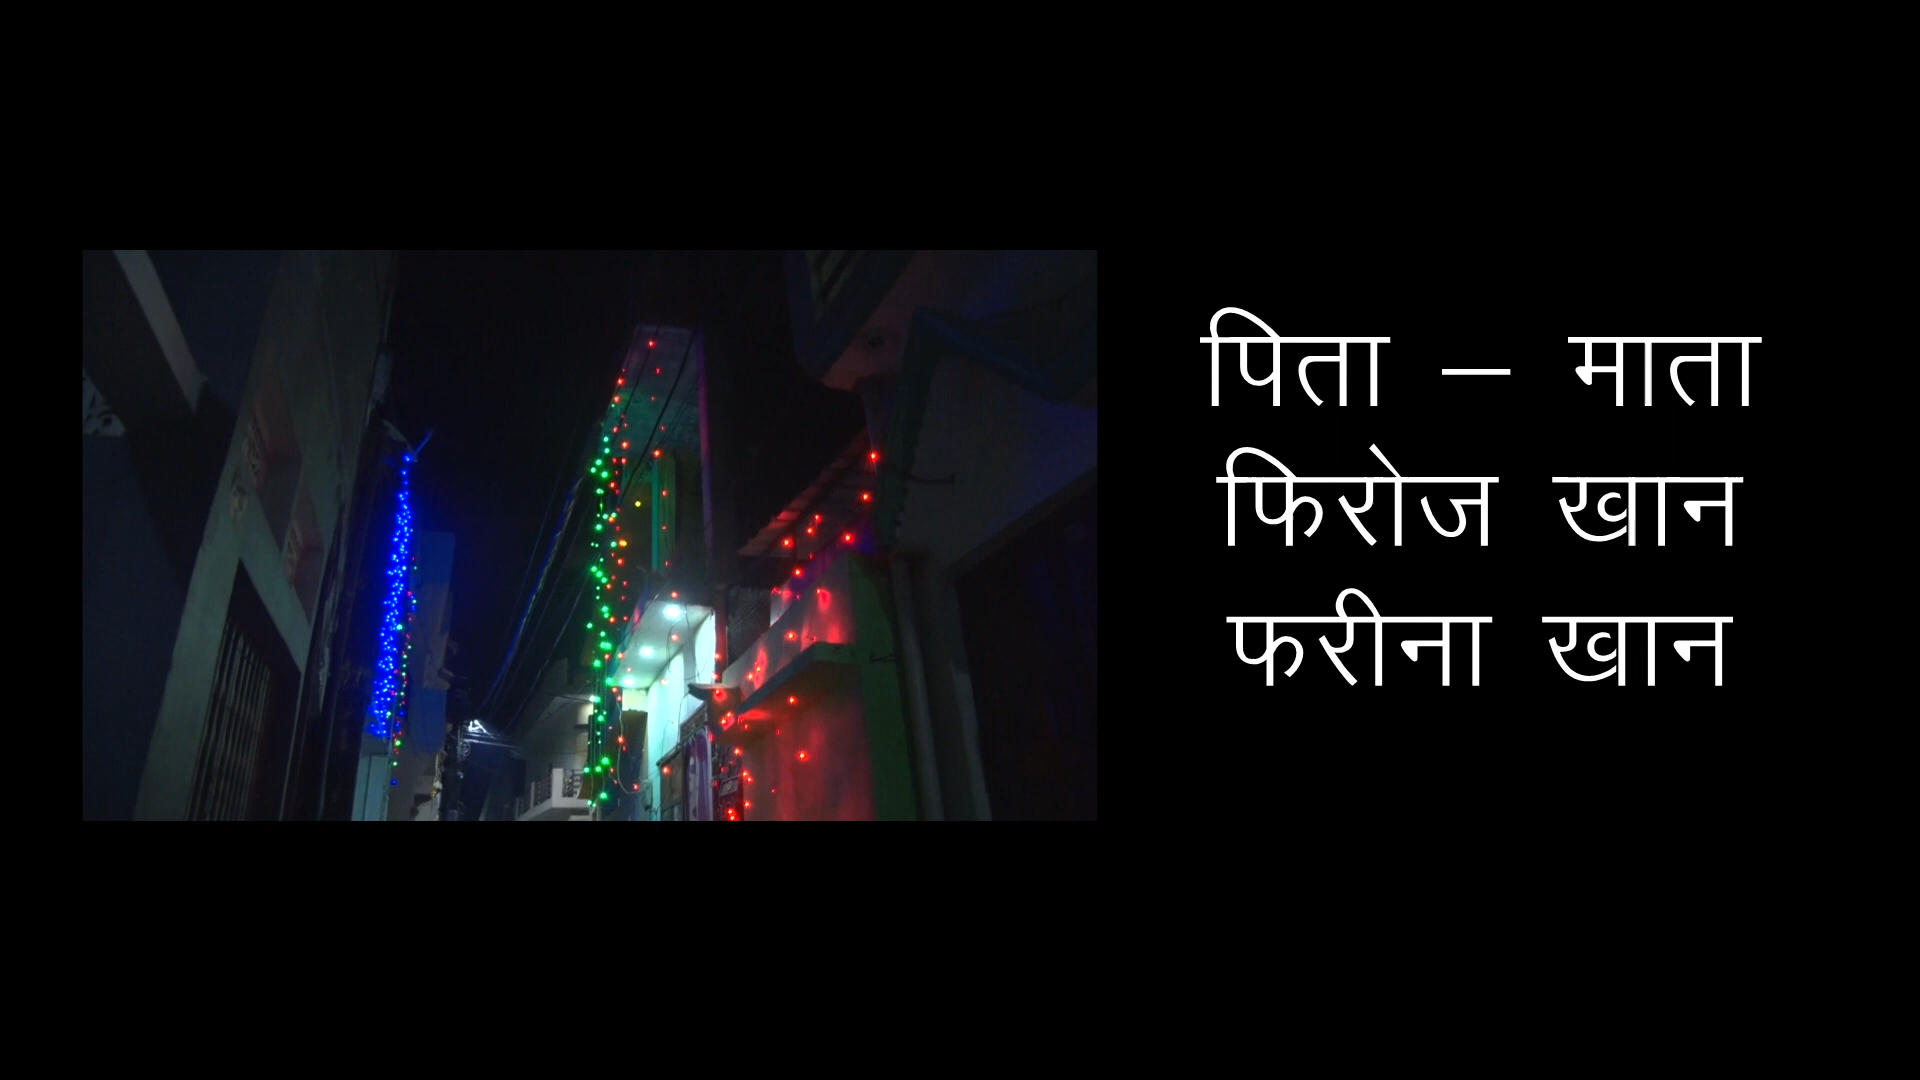 पिता – माता
फिरोज खान
फरीना खान